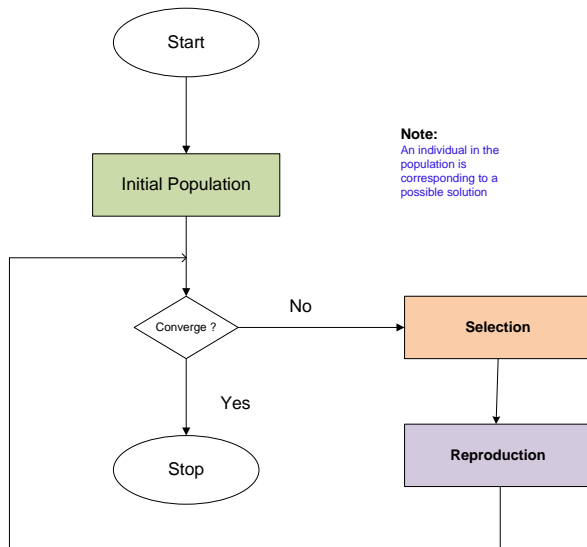 Start
Initial Population
Note:
An individual in the
population is
corresponding to a
possible solution
Converge ?
No
Selection
Yes
Reproduction
Stop